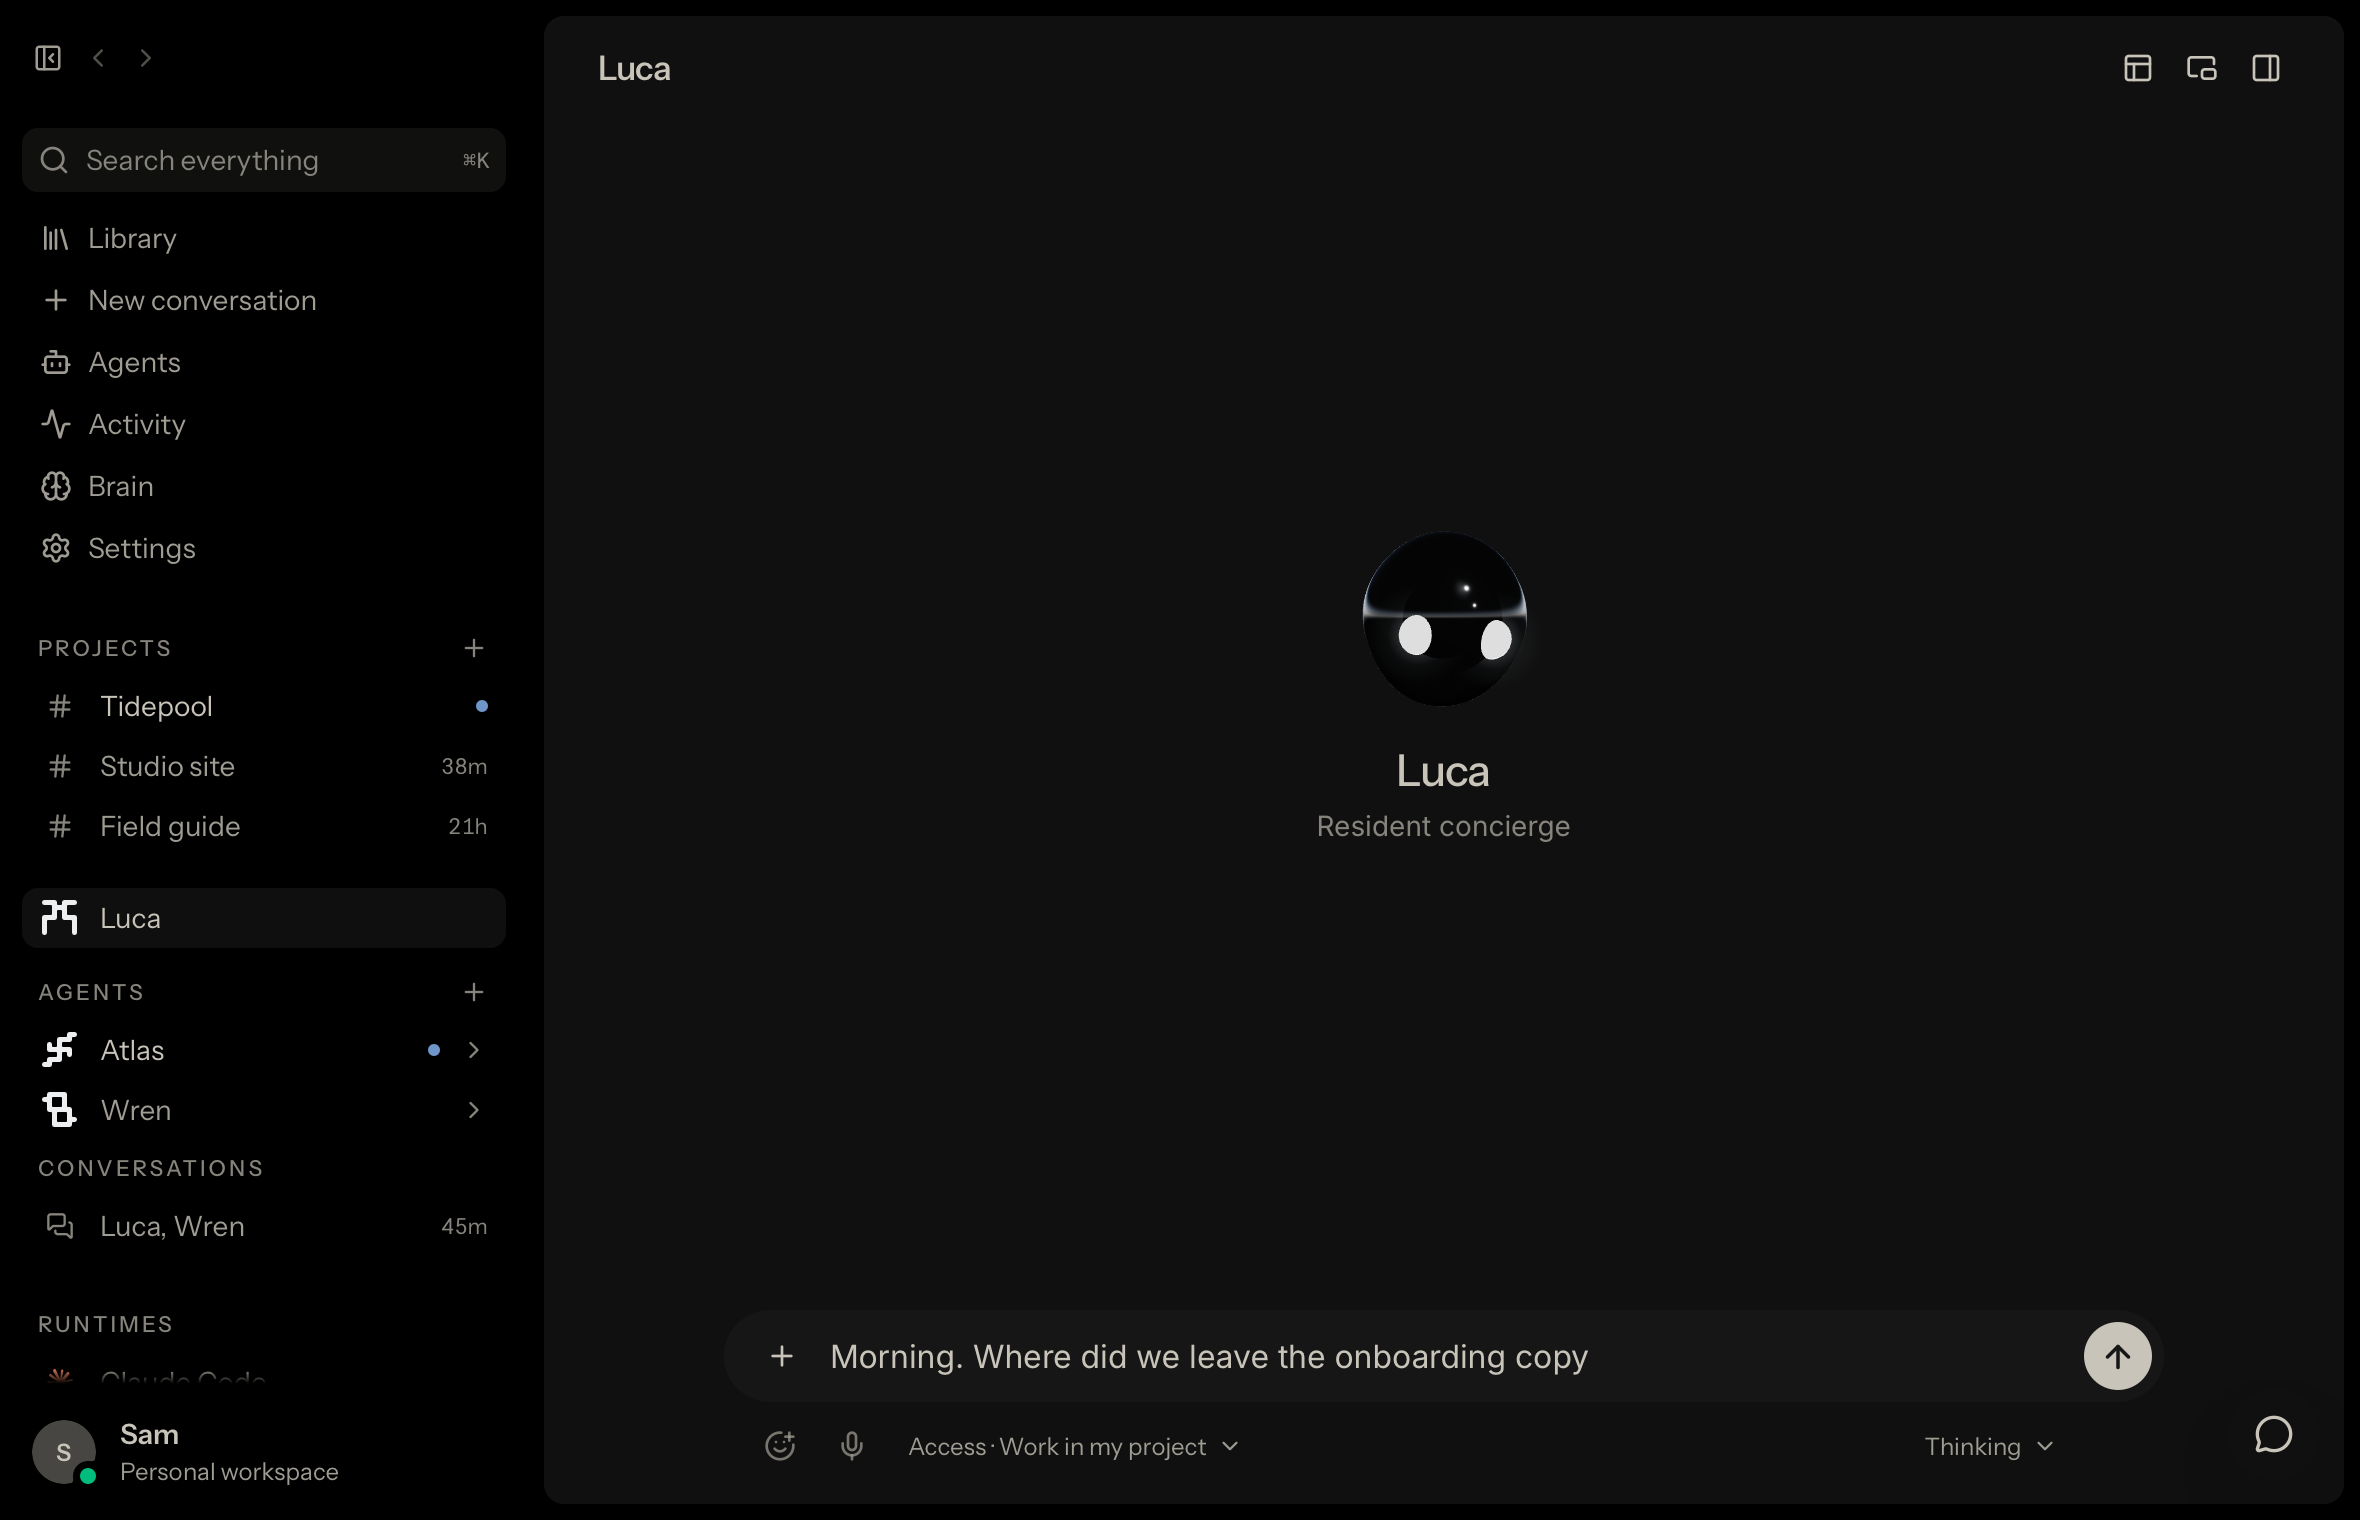 Luca
Search everything ⌘K
Library
New conversation
Agents
Activity
Brain
Settings
PROJECTS
Tidepool
Studio site 38m
Field guide 21h
Luca
AGENTS
Atlas
Wren
CONVERSATIONS
Luca, Wren 45m
RUNTIMES
Claude Code
S
Sam
Personal workspace
Luca
Resident concierge
Morning. Where did we leave the onboarding copy
Access · Work in my project
Thinking